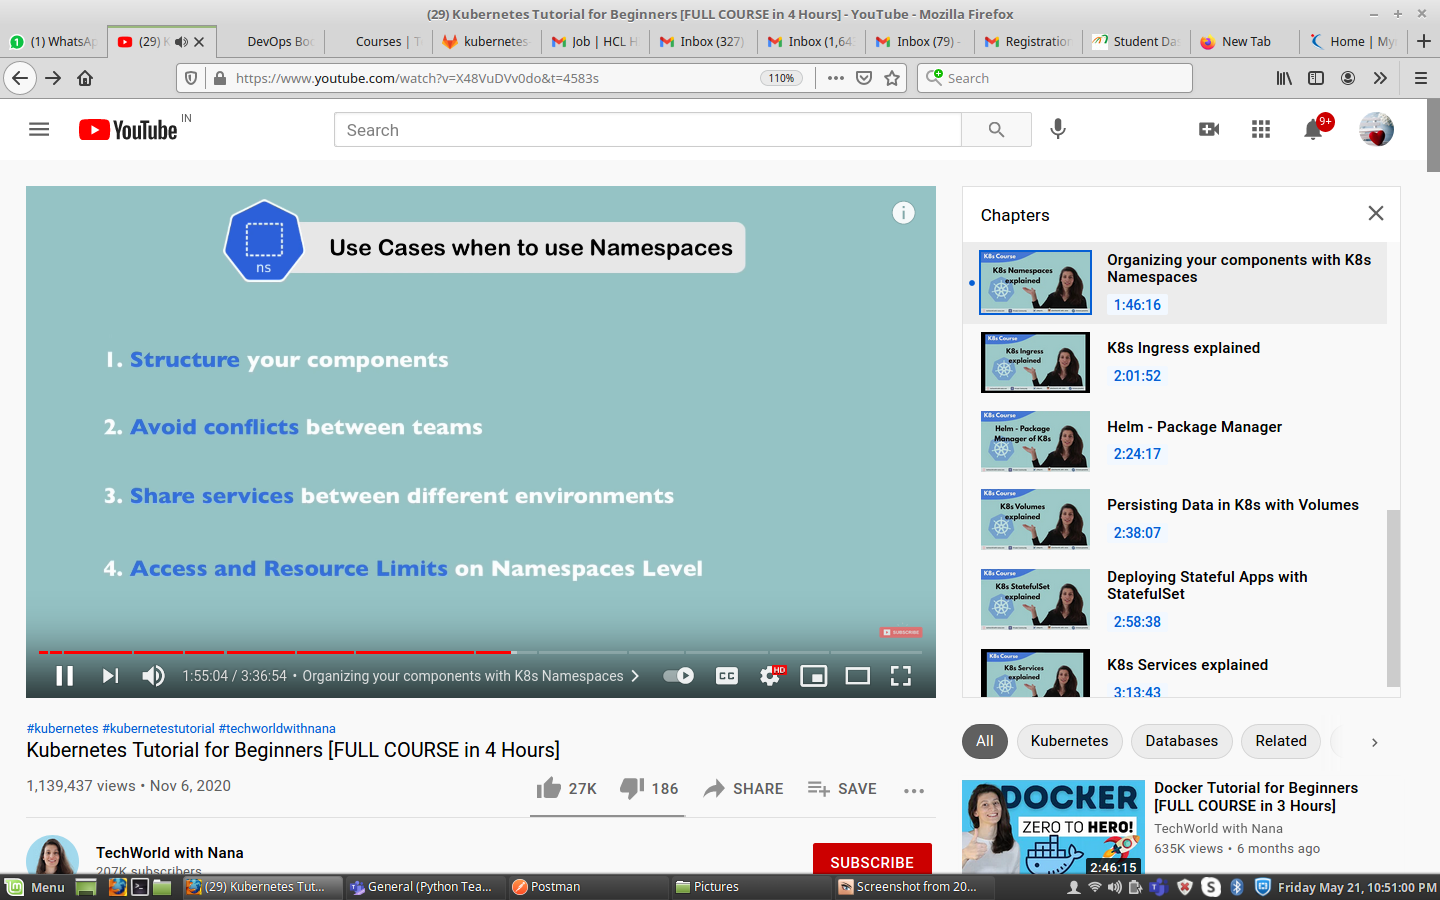 (29) Kubernetes Tutorial for Beginners [FULL COURSE in 4 Hours] - YouTube - Mozilla Firefox
(1) WhatsAp
(29) K
DevOps Boo
Courses | T
kubernetes
Job | HCL H
Inbox (327)
Inbox (1,64
Inbox (79) -
Registration
Student Da
New Tab
Home | My
https://www.youtube.com/watch?v=X48VuDVv0do&t=4583s
110%
Search
YouTube IN
Search
9+
ns
Use Cases when to use Namespaces
1. Structure your components
2. Avoid conflicts between teams
3. Share services between different environments
4. Access and Resource Limits on Namespaces Level
SUBSCRIBE
1:55:04 / 3:36:54 • Organizing your components with K8s Namespaces
CC
HD
Chapters
K8s Course
K8s Namespaces
explained
Organizing your components with K8s
Namespaces
1:46:16
K8s Course
K8s Ingress
explained
K8s Ingress explained
2:01:52
K8s Course
Helm - Package
Manager of K8s
Helm - Package Manager
2:24:17
K8s Course
K8s Volumes
explained
Persisting Data in K8s with Volumes
2:38:07
K8s Course
K8s StatefulSet
explained
Deploying Stateful Apps with
StatefulSet
2:58:38
K8s Course
K8s Services
explained
K8s Services explained
3:13:43
#kubernetes #kubernetestutorial #techworldwithnana
Kubernetes Tutorial for Beginners [FULL COURSE in 4 Hours]
1,139,437 views • Nov 6, 2020
27K
186
SHARE
SAVE
TechWorld with Nana
207K subscribers
SUBSCRIBE
All
Kubernetes
Databases
Related
DOCKER
ZERO TO HERO!
2:46:15
Docker Tutorial for Beginners
[FULL COURSE in 3 Hours]
TechWorld with Nana
635K views • 6 months ago
Menu
(29) Kubernetes Tut...
General (Python Tea...
Postman
Pictures
Screenshot from 20...
Friday May 21, 10:51:00 PM